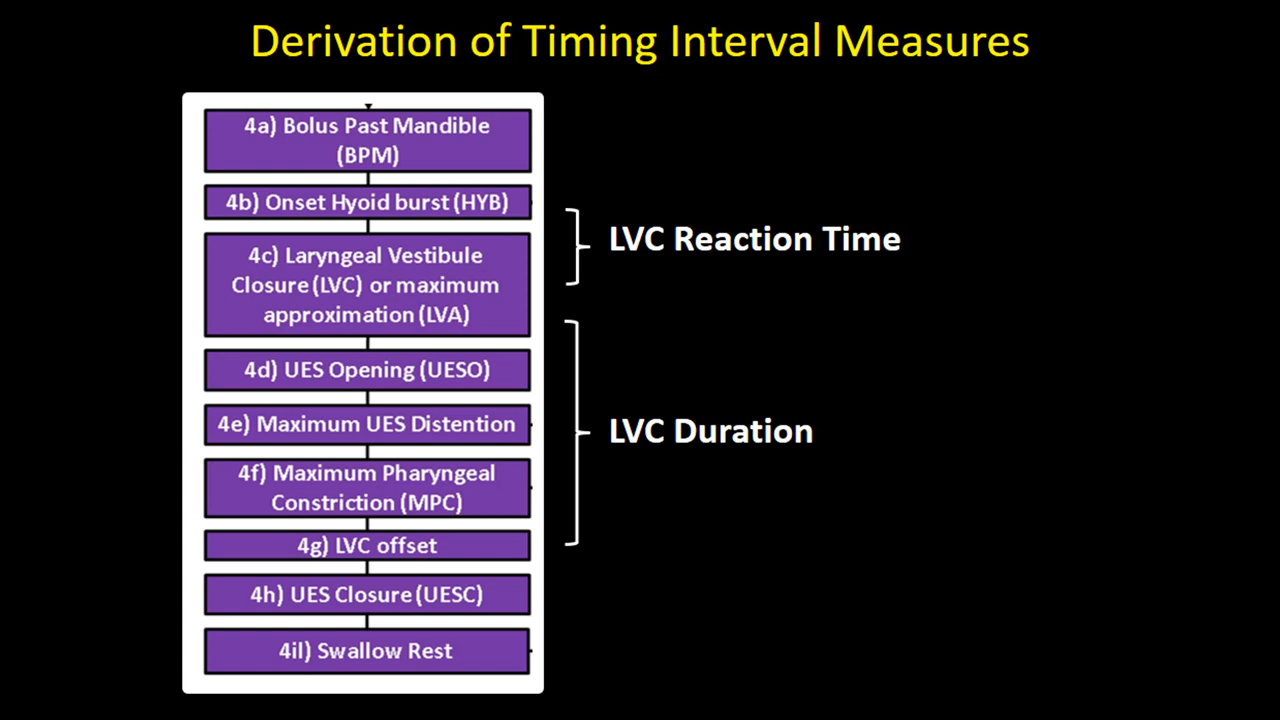 Derivation of Timing Interval Measures
4a) Bolus Past Mandible
(BPM)
4b) Onset Hyoid burst (HYB)
LVC Reaction Time
4c) Laryngeal Vestibule
Closure (LVC) or maximum
approximation (LVA)
4d) UES Opening (UESO)
4e) Maximum UES Distention
LVC Duration
4f) Maximum Pharyngeal
Constriction (MPC)
4g) LVC offset
4h) UES Closure (UESC)
4il) Swallow Rest